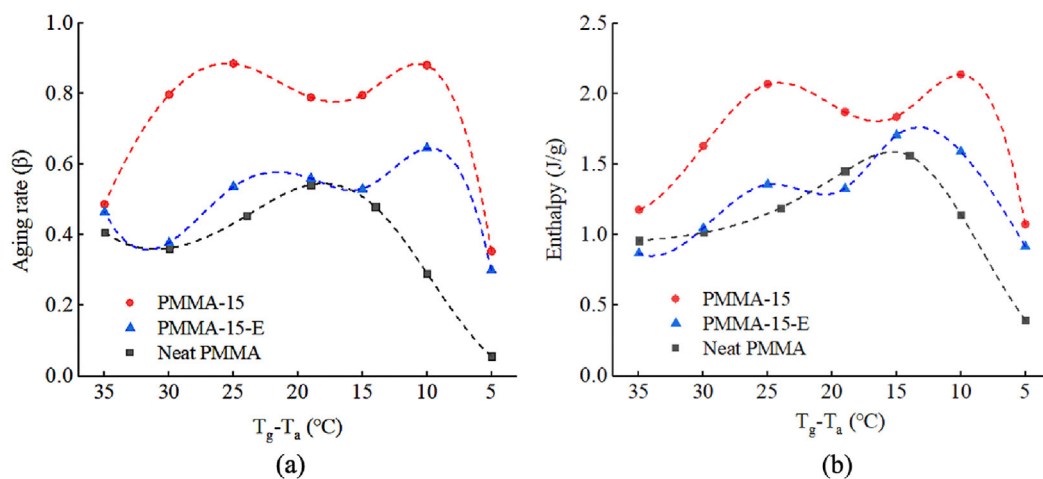 1.0
0.8
0.6
0.4
0.2
0.0
Aging rate (β)
PMMA-15
PMMA-15-E
Neat PMMA
35 30 25 20 15 10 5
Tg-Ta (°C)
(a)
2.5
2.0
1.5
1.0
0.5
0.0
Enthalpy (J/g)
PMMA-15
PMMA-15-E
Neat PMMA
35 30 25 20 15 10 5
Tg-Ta (°C)
(b)